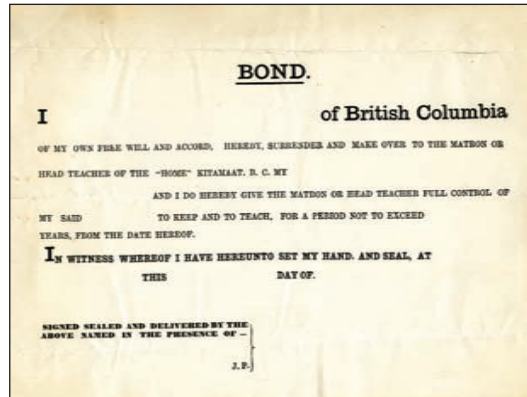 BOND.
I of British Columbia
OF MY OWN FREE WILL AND ACCORD, HEREBY, SURRENDER AND MAKE OVER TO THE MATRON OR
HEAD TEACHER OF THE "HOME" KITAMAAT. B. C. MY
AND I DO HEREBY GIVE THE MATRON OR HEAD TEACHER FULL CONTROL OF
MY SAID TO KEEP AND TO TEACH, FOR A PERIOD NOT TO EXCEED
YEARS, FROM THE DATE HEREOF.
IN WITNESS WHEREOF I HAVE HEREUNTO SET MY HAND. AND SEAL, AT
THIS DAY OF.
SIGNED SEALED AND DELIVERED BY THE
ABOVE NAMED IN THE PRESENCE OF —
J. P.